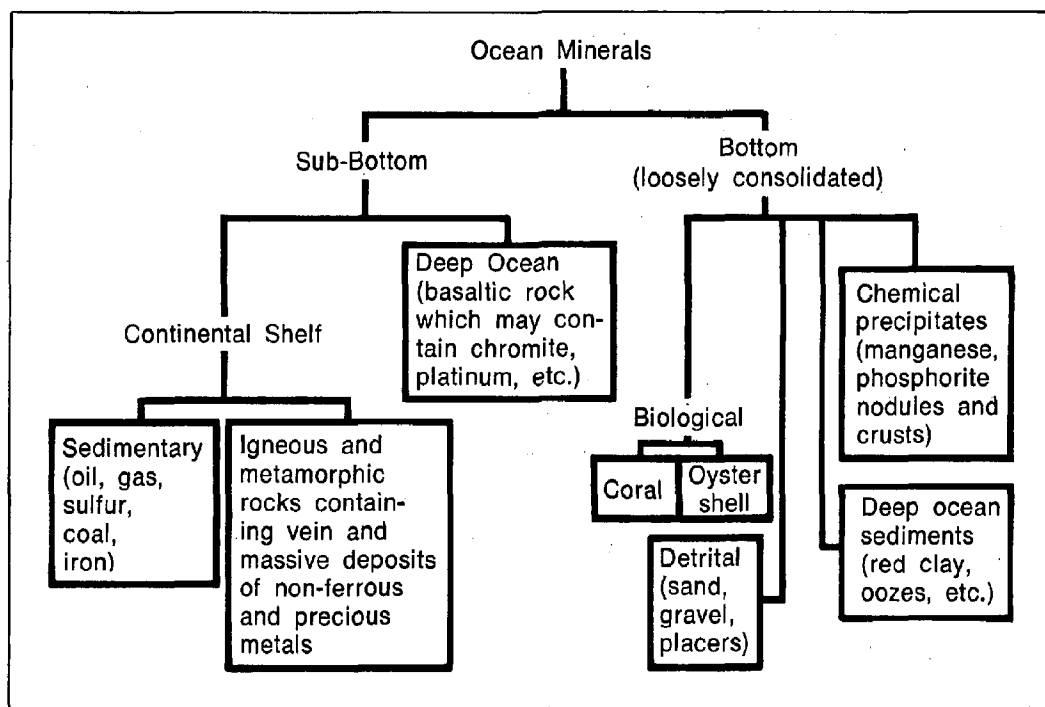 Ocean Minerals
Sub-Bottom
Bottom
(loosely consolidated)
Continental Shelf
Deep Ocean
(basaltic rock
which may con-
tain chromite,
platinum, etc.)
Sedimentary
(oil, gas,
sulfur,
coal,
iron)
Igneous and
metamorphic
rocks contain-
ing vein and
massive deposits
of non-ferrous
and precious
metals
Biological
Coral
Oyster
shell
Detrital
(sand,
gravel,
placers)
Chemical
precipitates
(manganese,
phosphorite
nodules and
crusts)
Deep ocean
sediments
(red clay,
oozes, etc.)